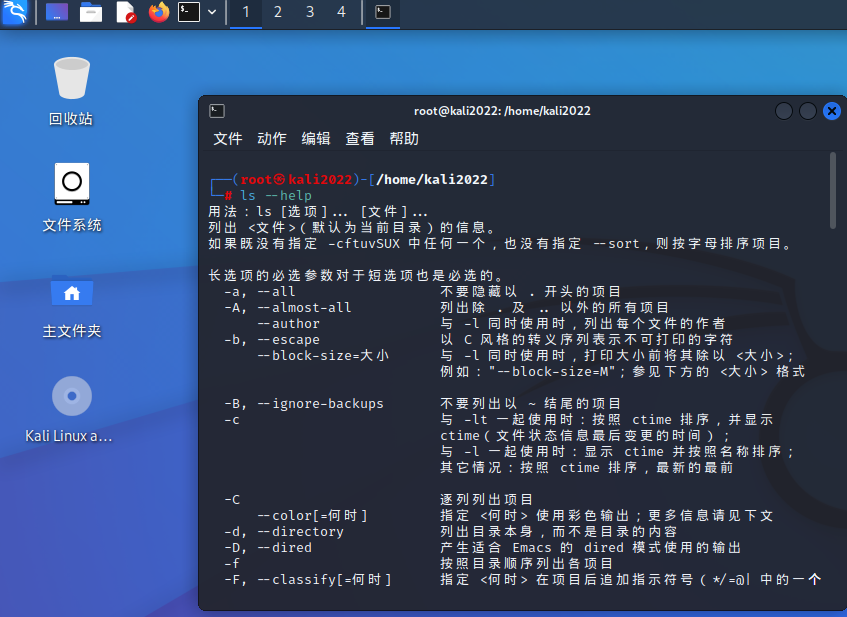 1 2 3 4
回收站
文件系统
主文件夹
Kali Linux a...
root@kali2022: /home/kali2022
文件 动作 编辑 查看 帮助
┌──(root㉿kali2022)-[/home/kali2022]
└─# ls --help
用法：ls [选项]... [文件]...
列出 <文件>（默认为当前目录）的信息。
如果既没有指定 -cftuvSUX 中任何一个，也没有指定 --sort，则按字母排序项目。
长选项的必选参数对于短选项也是必选的。
-a, --all 不要隐藏以 . 开头的项目
-A, --almost-all 列出除 . 及 .. 以外的所有项目
--author 与 -l 同时使用时，列出每个文件的作者
-b, --escape 以 C 风格的转义序列表示不可打印的字符
--block-size=大小 与 -l 同时使用时，打印大小前将其除以 <大小>；
例如："--block-size=M"；参见下方的 <大小> 格式
-B, --ignore-backups 不要列出以 ~ 结尾的项目
-c 与 -lt 一起使用时：按照 ctime 排序，并显示
ctime（文件状态信息最后变更的时间）；
与 -l 一起使用时：显示 ctime 并按照名称排序；
其它情况：按照 ctime 排序，最新的最前
-C 逐列列出项目
--color[=何时] 指定 <何时> 使用彩色输出；更多信息请见下文
-d, --directory 列出目录本身，而不是目录的内容
-D, --dired 产生适合 Emacs 的 dired 模式使用的输出
-f 按照目录顺序列出各项目
-F, --classify[=何时] 指定 <何时> 在项目后追加指示符号（*/=@| 中的一个